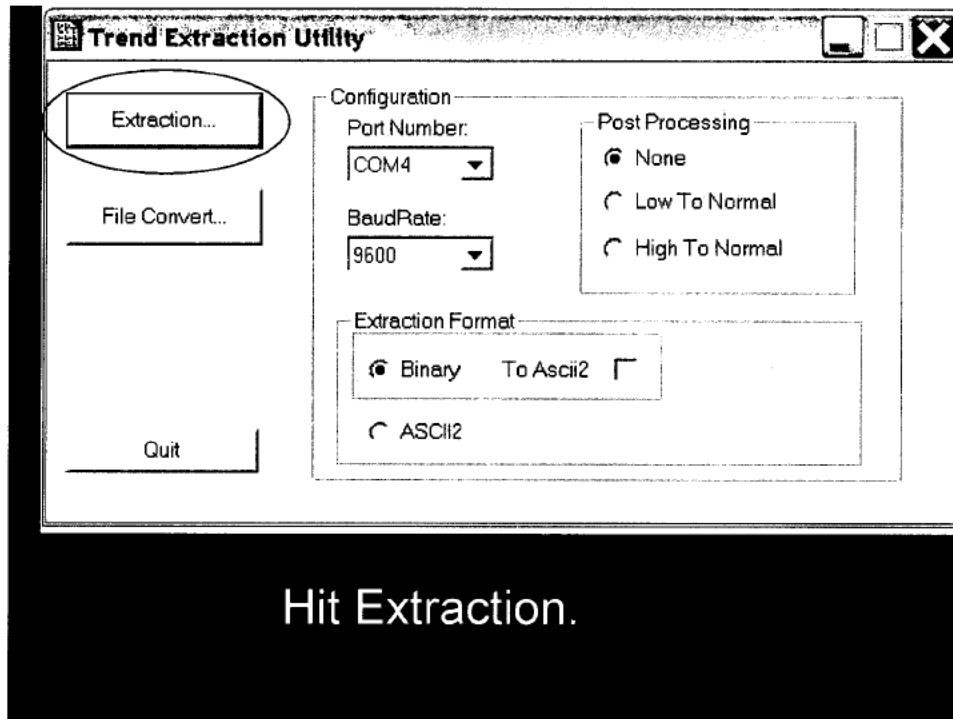 Trend Extraction Utility
Extraction...
File Convert...
Quit
Configuration
Port Number:
COM4
BaudRate:
9600
Post Processing
None
Low To Normal
High To Normal
Extraction Format
Binary To Ascii2
ASCII2
Hit Extraction.